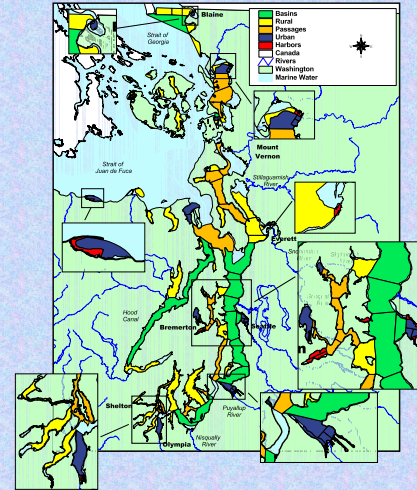 Blaine
Strait of
Georgia
Basins
Rural
Passages
Urban
Harbors
Canada
Rivers
Washington
Marine Water
Mount
Vernon
Strait of
Juan de Fuca
Stillaguamish
River
Everett
Hood
Canal
Bremerton
Seattle
n
Shelton
Puyallup
River
Nisqually
River
Olympia